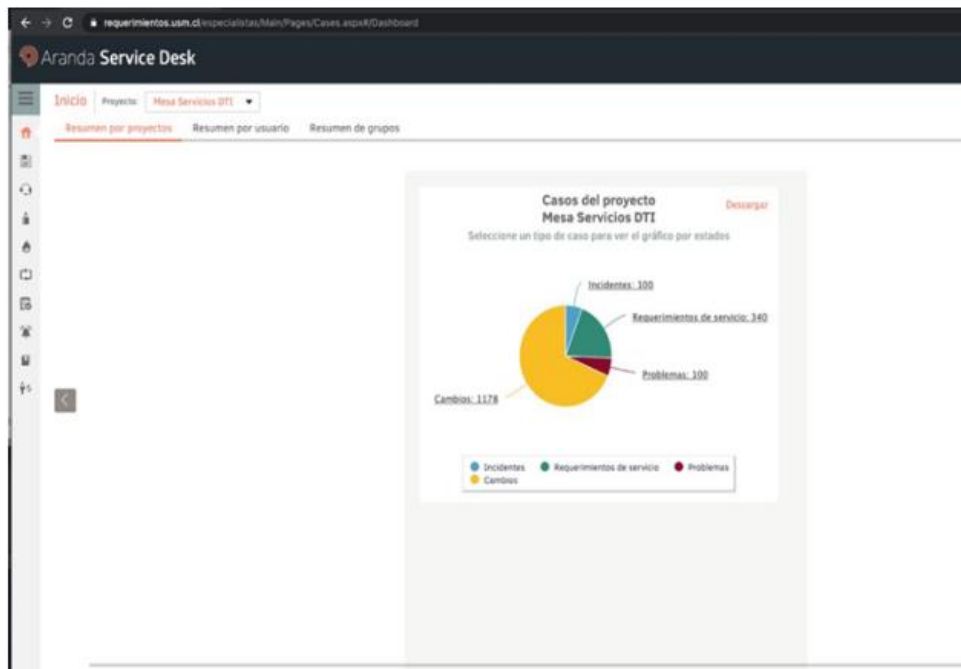 requerimientos.usm.cl/especialistas/Main/Pages/Cases.aspx#/Dashboard
Aranda Service Desk
Inicio Proyecto: Mesa Servicios DTI
Resumen por proyectos Resumen por usuario Resumen de grupos
Casos del proyecto
Mesa Servicios DTI
Descargar
Seleccione un tipo de caso para ver el gráfico por estados
Incidentes: 100
Requerimientos de servicio: 340
Problemas: 100
Cambios: 1178
Incidentes Requerimientos de servicio Problemas
Cambios